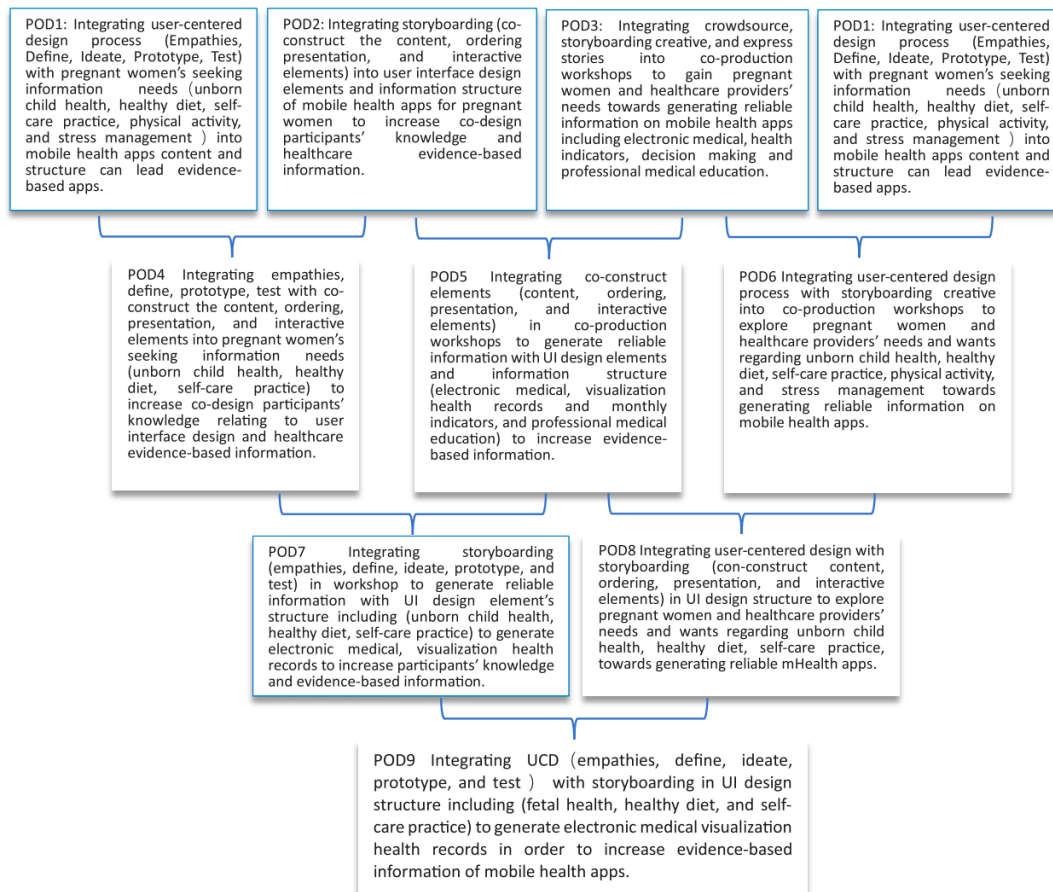 POD1: Integrating user-centered
design process (Empathies,
Define, Ideate, Prototype, Test)
with pregnant women's seeking
information needs (unborn
child health, healthy diet, self-
care practice, physical activity,
and stress management ) into
mobile health apps content and
structure can lead evidence-
based apps.
POD2: Integrating storyboarding (co-
construct the content, ordering
presentation, and interactive
elements) into user interface design
elements and information structure
of mobile health apps for pregnant
women to increase co-design
participants' knowledge and
healthcare evidence-based
information.
POD3: Integrating crowdsource,
storyboarding creative, and express
stories into co-production
workshops to gain pregnant
women and healthcare providers'
needs towards generating reliable
information on mobile health apps
including electronic medical, health
indicators, decision making and
professional medical education.
POD1: Integrating user-centered
design process (Empathies,
Define, Ideate, Prototype, Test)
with pregnant women's seeking
information needs (unborn
child health, healthy diet, self-
care practice, physical activity,
and stress management ) into
mobile health apps content and
structure can lead evidence-
based apps.
POD4 Integrating empathies,
define, prototype, test with co-
construct the content, ordering,
presentation, and interactive
elements into pregnant women's
seeking information needs
(unborn child health, healthy
diet, self-care practice) to
increase co-design participants'
knowledge relating to user
interface design and healthcare
evidence-based information.
POD5 Integrating co-construct
elements (content, ordering,
presentation, and interactive
elements) in co-production
workshops to generate reliable
information with UI design elements
and information structure
(electronic medical, visualization
health records and monthly
indicators, and professional medical
education) to increase evidence-
based information.
POD6 Integrating user-centered design
process with storyboarding creative
into co-production workshops to
explore pregnant women and
healthcare providers' needs and wants
regarding unborn child health, healthy
diet, self-care practice, physical activity,
and stress management towards
generating reliable information on
mobile health apps.
POD7 Integrating storyboarding
(empathies, define, ideate, prototype, and
test) in workshop to generate reliable
information with UI design element's
structure including (unborn child health,
healthy diet, self-care practice) to generate
electronic medical, visualization health
records to increase participants' knowledge
and evidence-based information.
POD8 Integrating user-centered design with
storyboarding (con-construct content,
ordering, presentation, and interactive
elements) in UI design structure to explore
pregnant women and healthcare providers'
needs and wants regarding unborn child
health, healthy diet, self-care practice,
towards generating reliable mHealth apps.
POD9 Integrating UCD (empathies, define, ideate,
prototype, and test ) with storyboarding in UI design
structure including (fetal health, healthy diet, and self-
care practice) to generate electronic medical visualization
health records in order to increase evidence-based
information of mobile health apps.